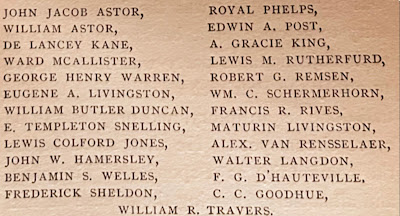 JOHN JACOB ASTOR,
WILLIAM ASTOR,
DE LANCEY KANE,
WARD MCALLISTER,
GEORGE HENRY WARREN,
EUGENE A. LIVINGSTON,
WILLIAM BUTLER DUNCAN,
E. TEMPLETON SNELLING,
LEWIS COLFORD JONES,
JOHN W. HAMERSLEY,
BENJAMIN S. WELLES,
FREDERICK SHELDON,
ROYAL PHELPS,
EDWIN A. POST,
A. GRACIE KING,
LEWIS M. RUTHERFURD,
ROBERT G. REMSEN,
WM. C. SCHERMERHORN,
FRANCIS R. RIVES,
MATURIN LIVINGSTON,
ALEX. VAN RENSSELAER,
WALTER LANGDON,
F. G. D'HAUTEVILLE,
C. C. GOODHUE,
WILLIAM R. TRAVERS.